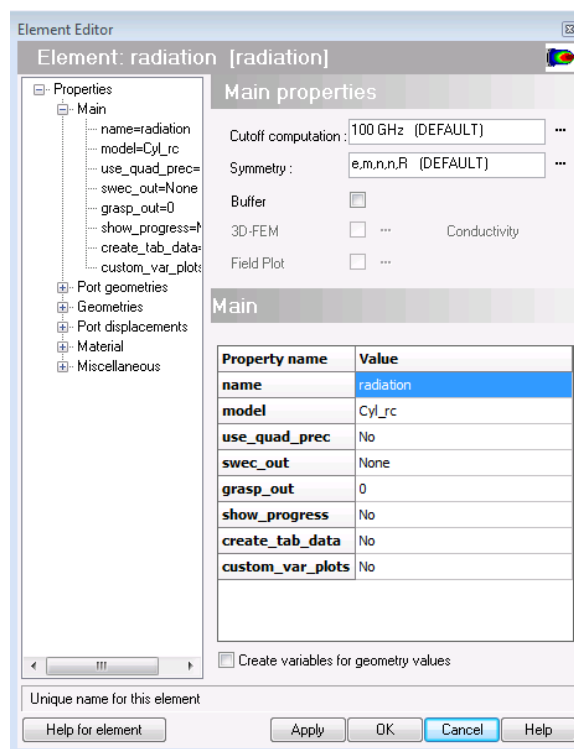 Element Editor
Element: radiation [radiation]
Properties
Main
name=radiation
model=Cyl_rc
use_quad_prec=
swec_out=None
grasp_out=0
show_progress=N
create_tab_data=
custom_var_plots
Port geometries
Geometries
Port displacements
Material
Miscellaneous
Main properties
Cutoff computation : 100 GHz (DEFAULT) ...
Symmetry : e,m,n,n,R (DEFAULT) ...
Buffer
3D-FEM ... Conductivity
Field Plot ...
Main
Property name Value
name radiation
model Cyl_rc
use_quad_prec No
swec_out None
grasp_out 0
show_progress No
create_tab_data No
custom_var_plots No
Create variables for geometry values
Unique name for this element
Help for element Apply OK Cancel Help